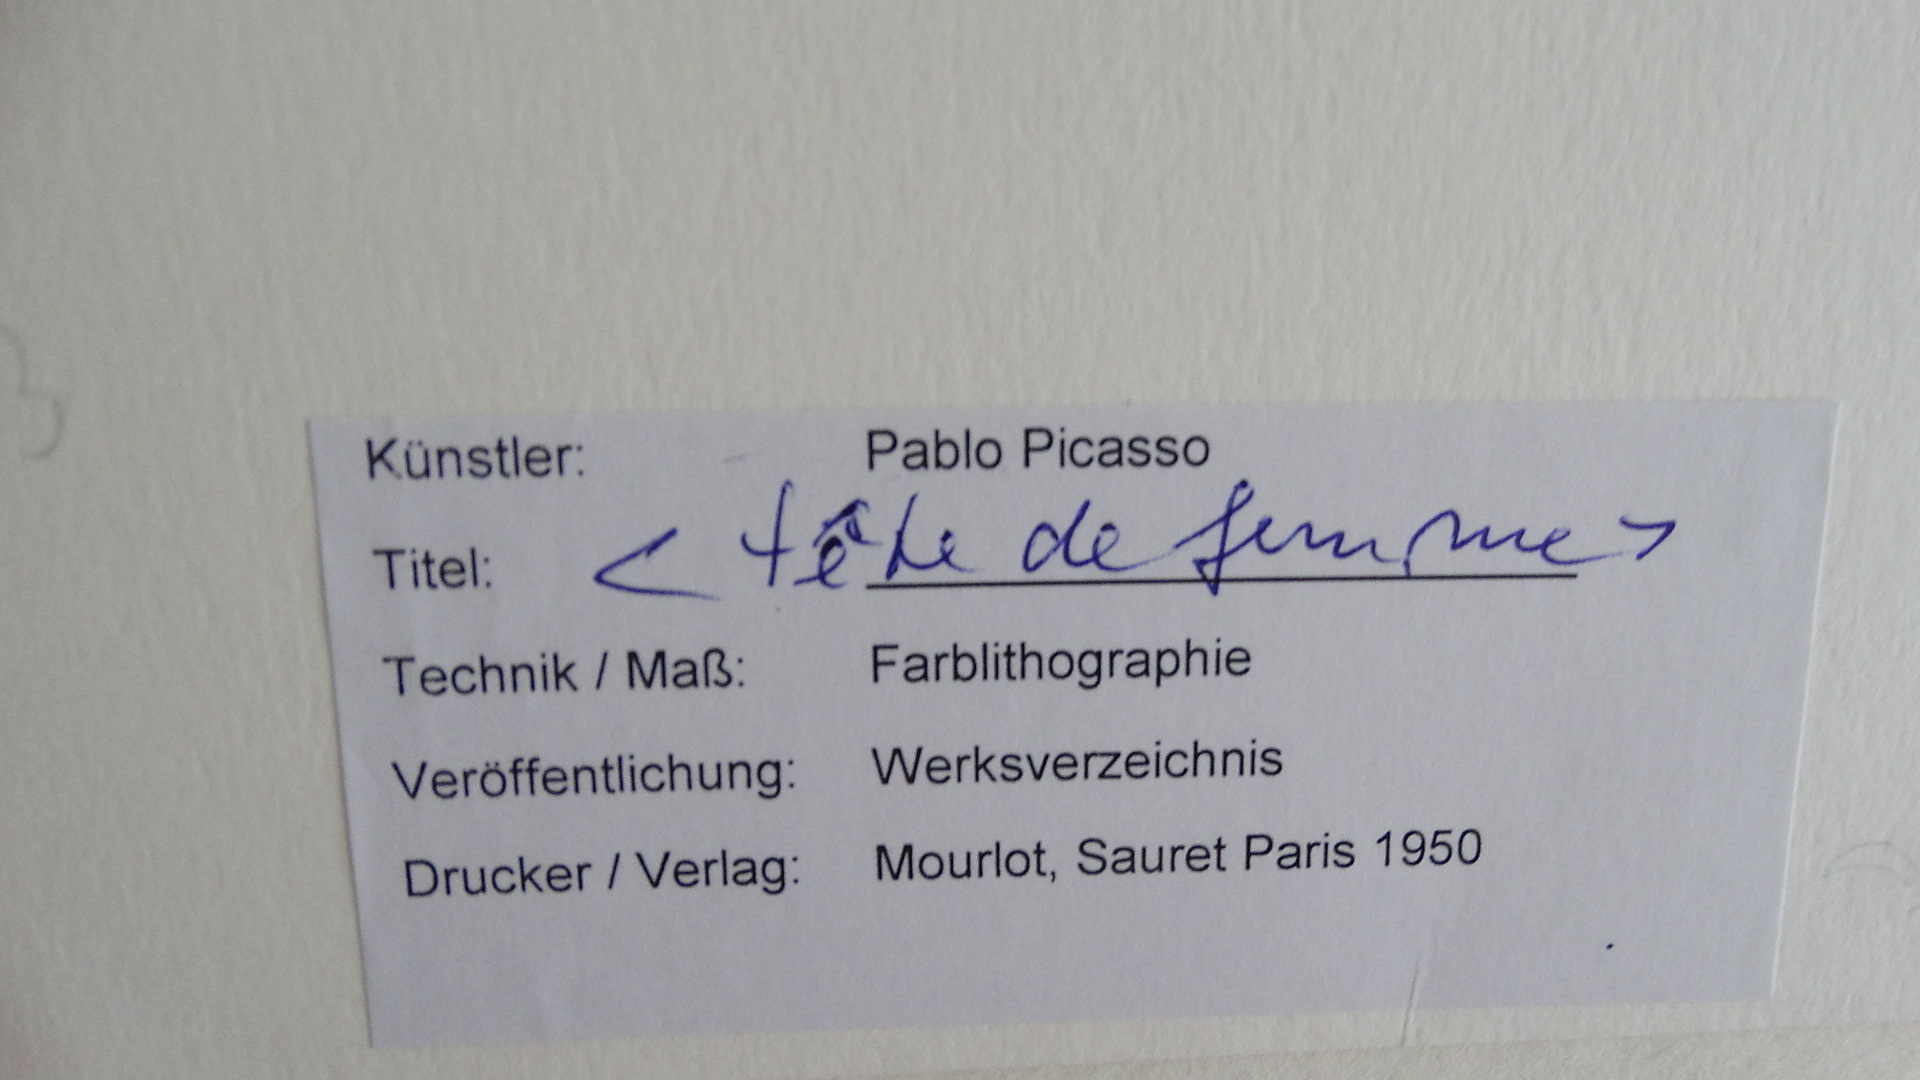 Künstler: Pablo Picasso
Titel: < tête de femme >
Technik / Maß: Farblithographie
Veröffentlichung: Werksverzeichnis
Drucker / Verlag: Mourlot, Sauret Paris 1950